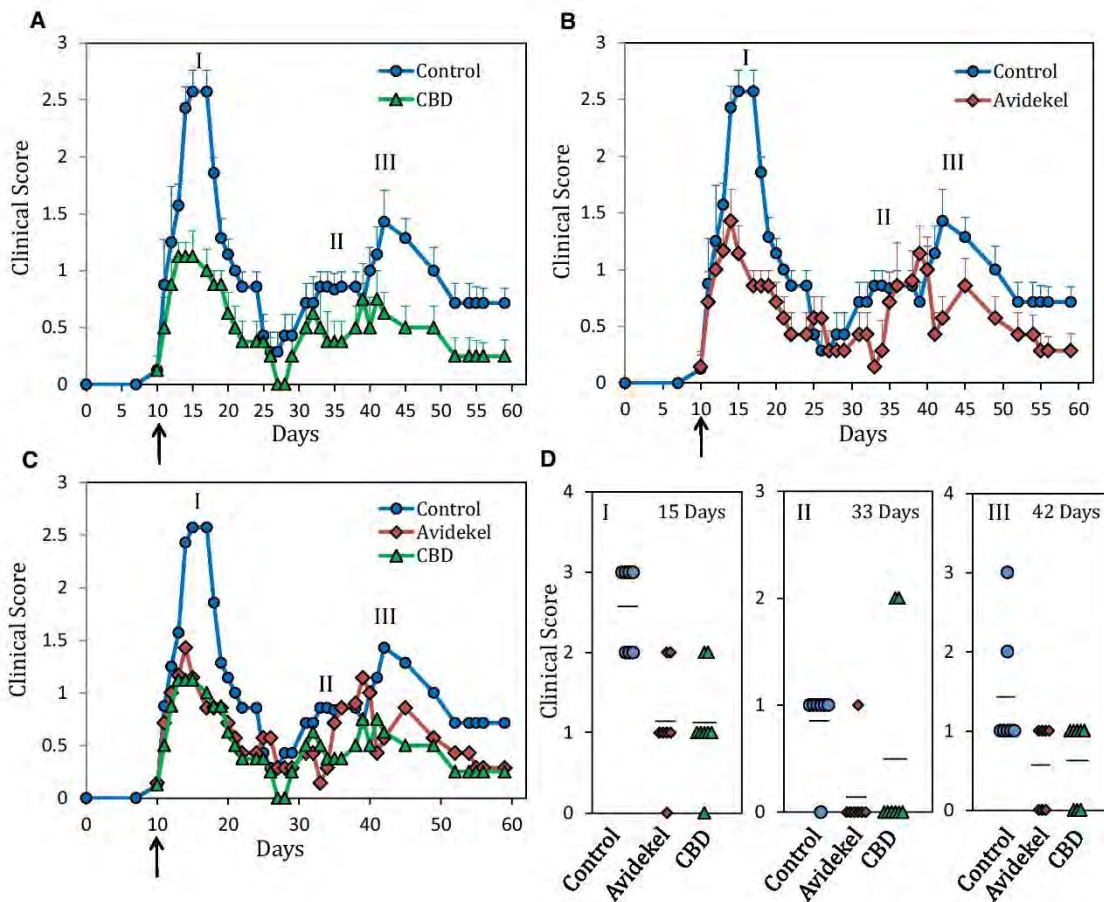 A
Clinical Score
3
2.5
2
1.5
1
0.5
0
I
II
III
Control
CBD
0 5 10 15 20 25 30 35 40 45 50 55 60
Days
B
Clinical Score
3
2.5
2
1.5
1
0.5
0
I
II
III
Control
Avidekel
0 5 10 15 20 25 30 35 40 45 50 55 60
Days
C
Clinical Score
3
2.5
2
1.5
1
0.5
0
I
II
III
Control
Avidekel
CBD
0 10 20 30 40 50 60
Days
D
Clinical Score
4
3
2
1
0
I 15 Days
Control Avidekel CBD
3
2
1
0
II 33 Days
Control Avidekel CBD
4
3
2
1
0
III 42 Days
Control Avidekel CBD